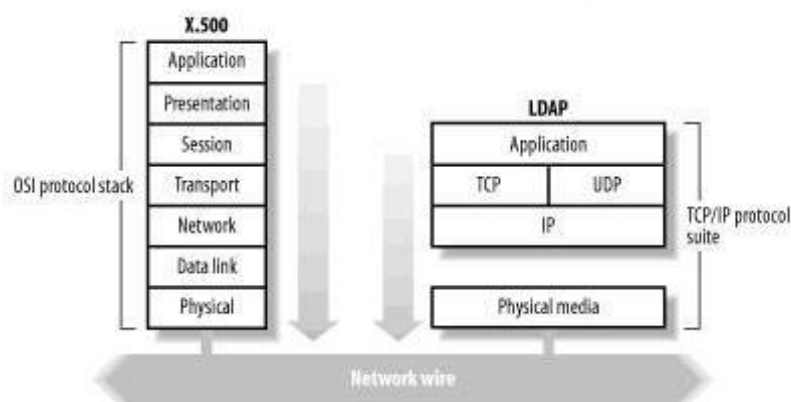 X.500
Application
Presentation
Session
Transport
Network
Data link
Physical
OSI protocol stack
LDAP
Application
TCP UDP
IP
Physical media
TCP/IP protocol
suite
Network wire